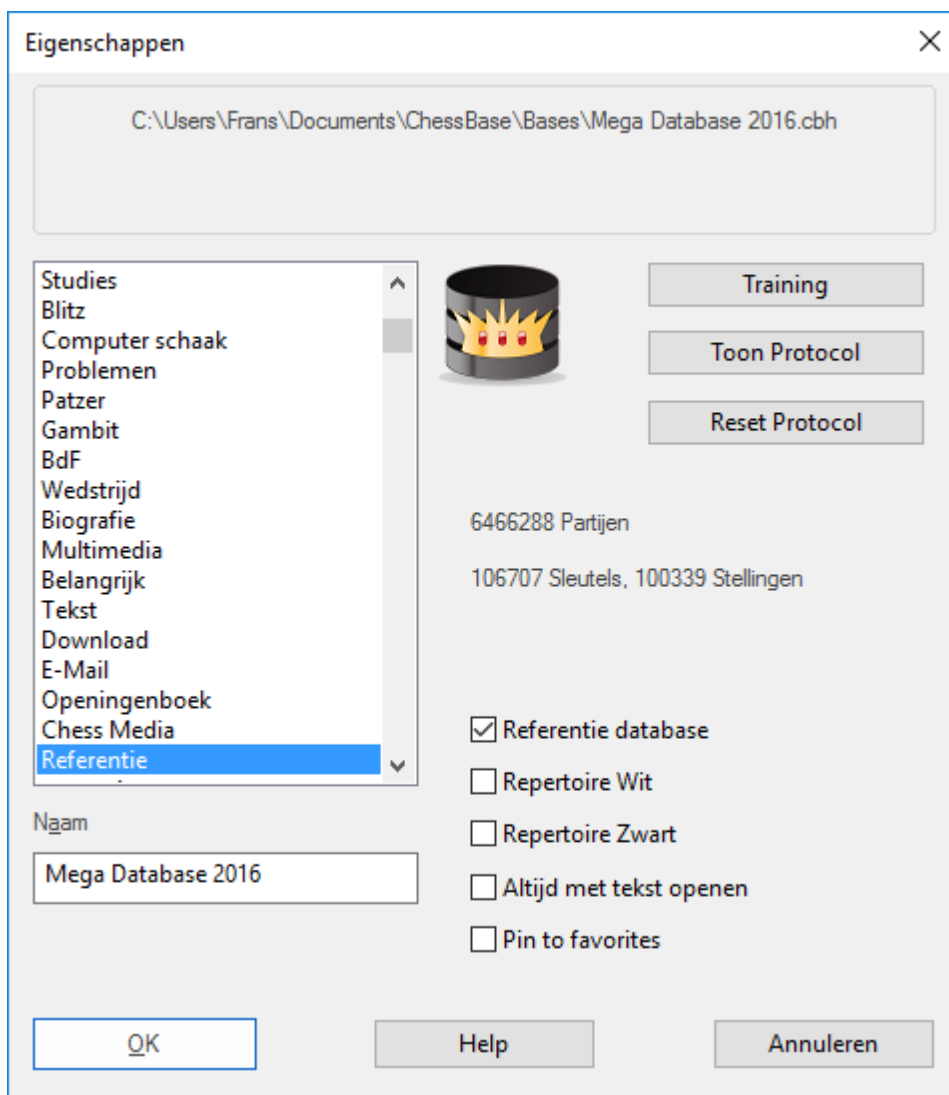 Eigenschappen
C:\Users\Frans\Documents\ChessBase\Bases\Mega Database 2016.cbh
Studies
Blitz
Computer schaak
Problemen
Patzer
Gambit
BdF
Wedstrijd
Biografie
Multimedia
Belangrijk
Tekst
Download
E-Mail
Openingenboek
Chess Media
Referentie
Naam
Mega Database 2016
Training
Toon Protocol
Reset Protocol
6466288 Partijen
106707 Sleutels, 100339 Stellingen
Referentie database
Repertoire Wit
Repertoire Zwart
Altijd met tekst openen
Pin to favorites
OK
Help
Annuleren